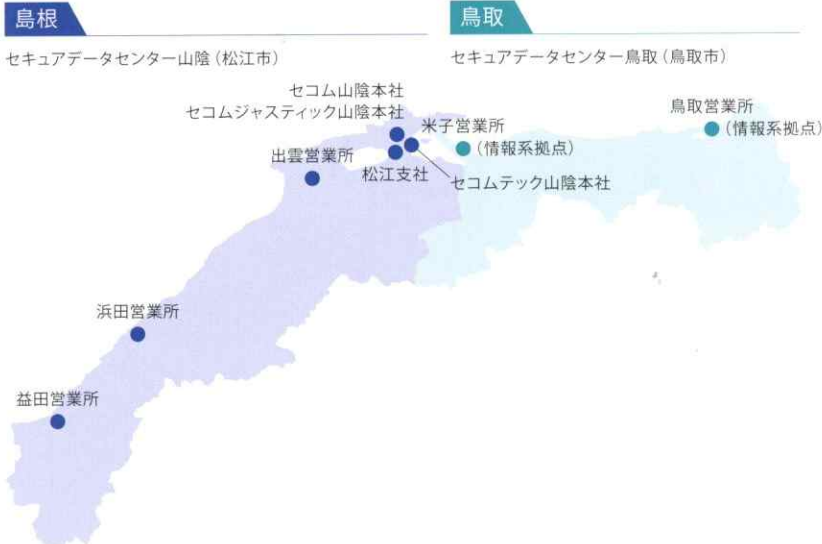 島根
セキュアデータセンター山陰（松江市）
鳥取
セキュアデータセンター鳥取（鳥取市）
セコム山陰本社
セコムジャスティック山陰本社
出雲営業所
松江支社
セコムテック山陰本社
米子営業所
（情報系拠点）
鳥取営業所
（情報系拠点）
浜田営業所
益田営業所